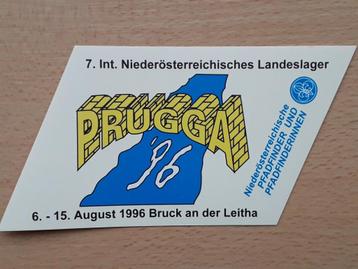 7. Int. Niederösterreichisches Landeslager
PRUGGA
'96
Niederösterreichische
PFADFINDER UND
PFADFINDERINNEN
6. - 15. August 1996 Bruck an der Leitha